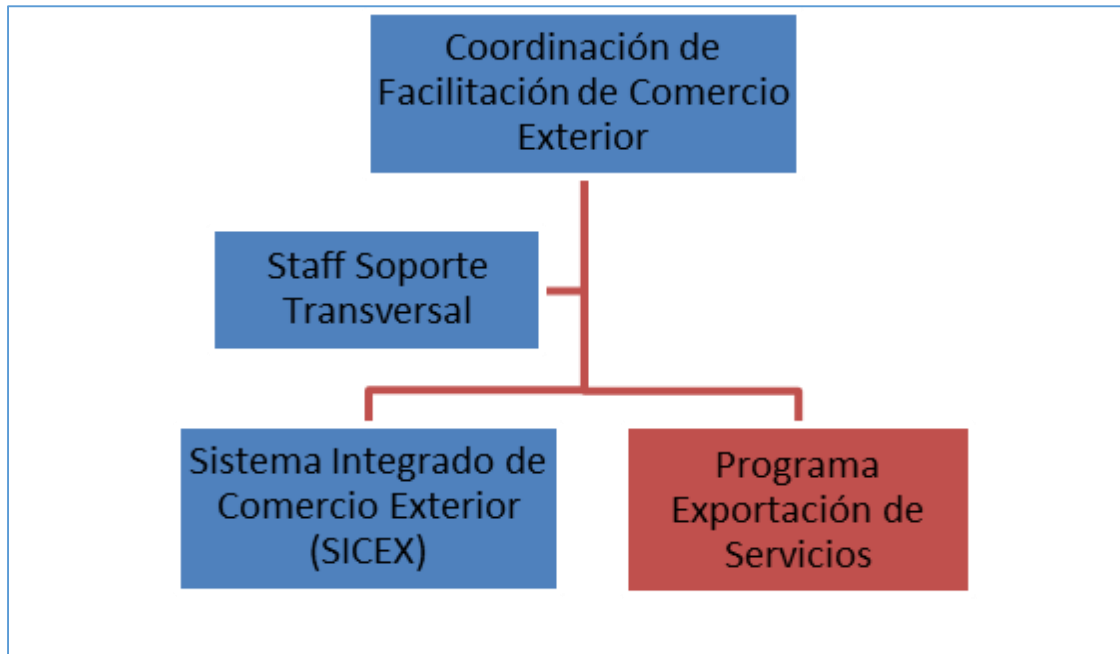 Coordinación de
Facilitación de Comercio
Exterior
Staff Soporte
Transversal
Sistema Integrado de
Comercio Exterior
(SICEX)
Programa
Exportación de
Servicios